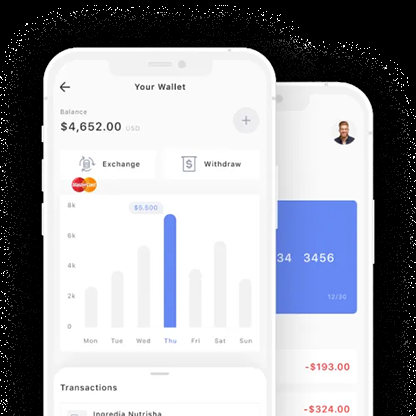 Your Wallet
Balance
$4,652.00 USD
+
Exchange
Withdraw
MasterCard
8k
$5.500
6k
4k
2k
0
Mon Tue Wed Thu Fri Sat Sun
Transactions
Ingredia Nutrisha
34 3456
12/30
-$193.00
-$324.00